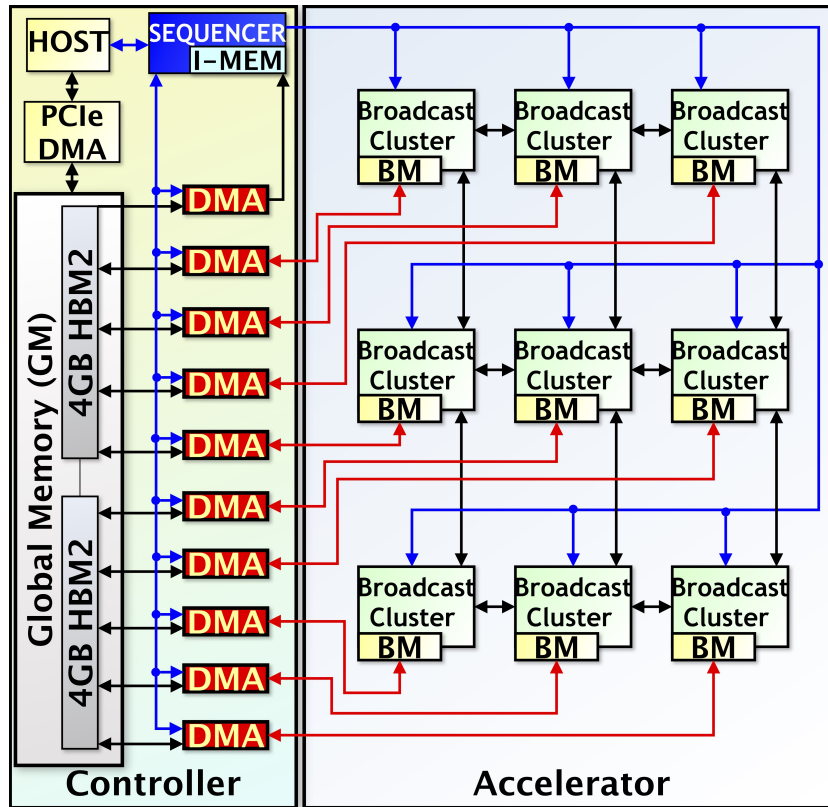 HOST
SEQUENCER
I-MEM
PCIe
DMA
Global Memory (GM)
4GB HBM2
4GB HBM2
DMA
DMA
DMA
DMA
DMA
DMA
DMA
DMA
DMA
DMA
Controller
Broadcast
Cluster
BM
Broadcast
Cluster
BM
Broadcast
Cluster
BM
Broadcast
Cluster
BM
Broadcast
Cluster
BM
Broadcast
Cluster
BM
Broadcast
Cluster
BM
Broadcast
Cluster
BM
Broadcast
Cluster
BM
Accelerator